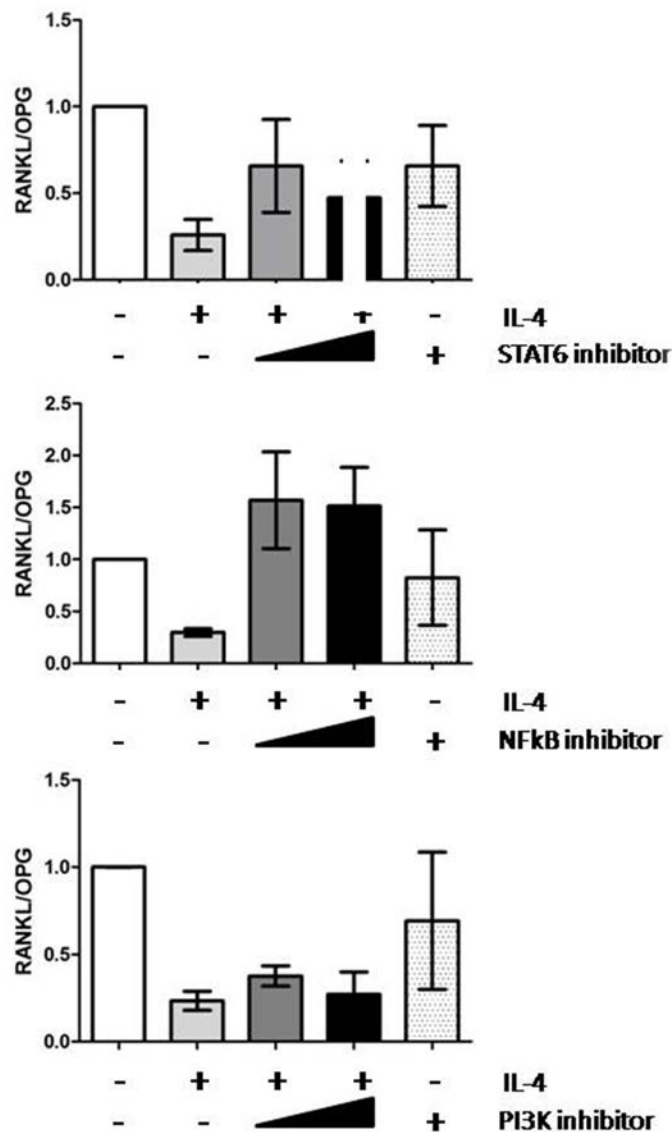 RANKL/OPG
1.0
0.5
0.0
- + + + - IL-4
- - + STAT6 inhibitor
RANKL/OPG
2.5
2.0
1.5
1.0
0.5
0.0
- + + + - IL-4
- - + NFkB inhibitor
RANKL/OPG
1.5
1.0
0.5
0.0
- + + + - IL-4
- - + PI3K inhibitor